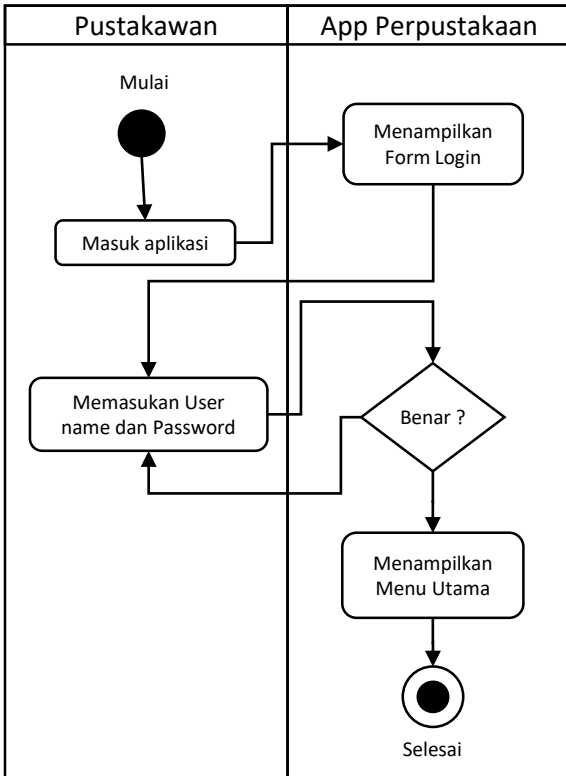 Pustakawan
App Perpustakaan
Mulai
Menampilkan
Form Login
Masuk aplikasi
Memasukan User
name dan Password
Benar ?
Menampilkan
Menu Utama
Selesai